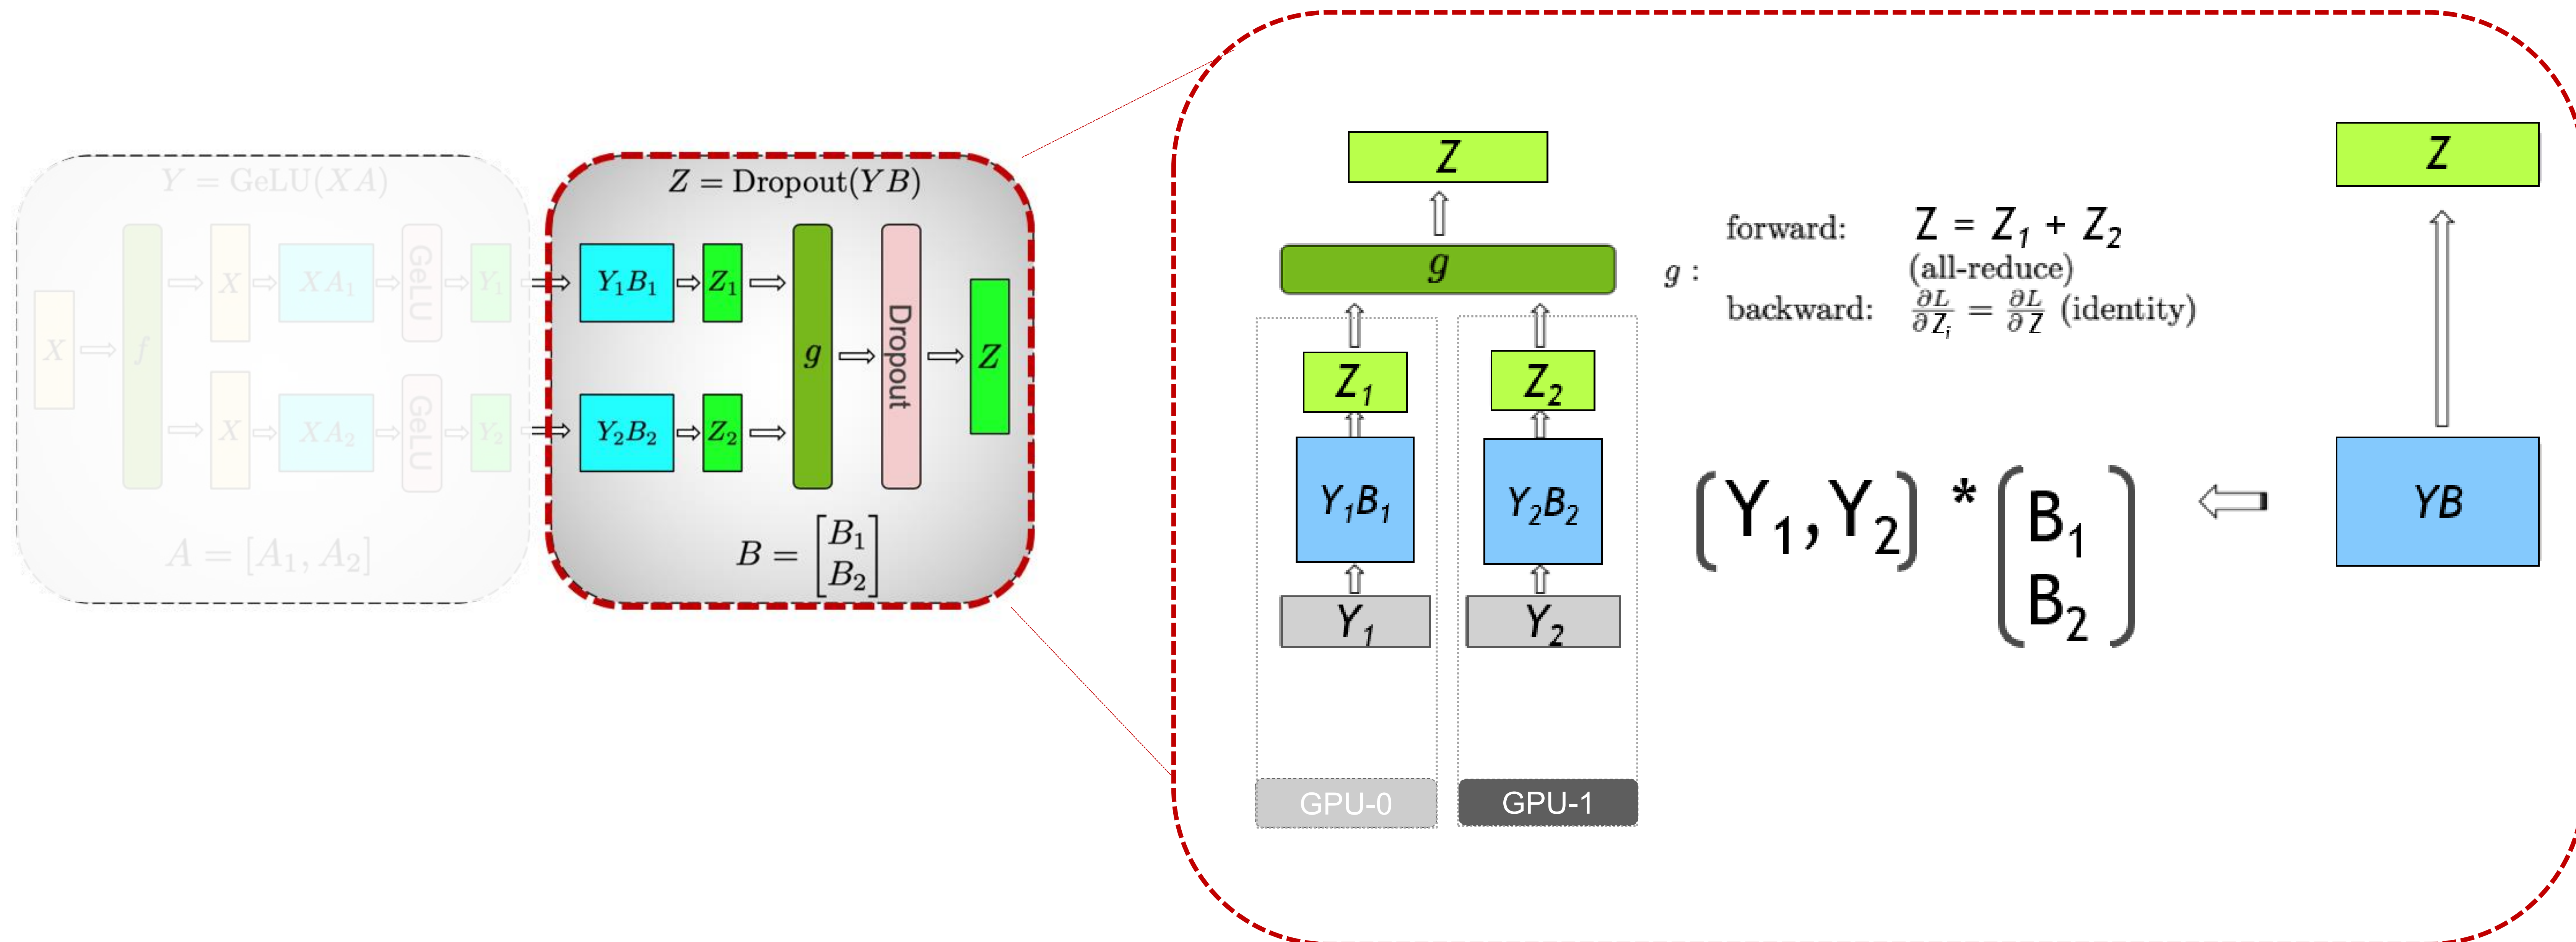 Y = GeLU(XA)
X
f
X
XA₁
GeLU
Y₁
X
XA₂
GeLU
Y₂
A = [A₁, A₂]
Z = Dropout(YB)
Y₁B₁
Z₁
Y₂B₂
Z₂
g
Dropout
Z
B = [B₁
B₂]
Z
g
Z₁
Z₂
Y₁B₁
Y₂B₂
Y₁
Y₂
GPU-0
GPU-1
g :
forward: Z = Z₁ + Z₂
(all-reduce)
backward: ∂L/∂Zᵢ = ∂L/∂Z (identity)
(Y₁,Y₂) * (B₁
B₂)
Z
YB